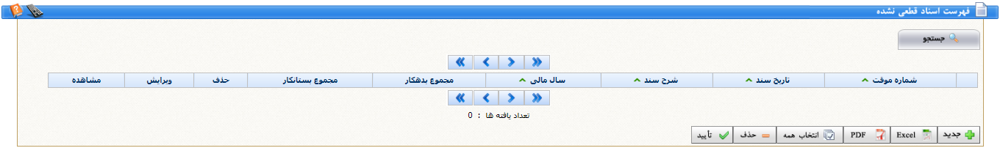 فهرست اسناد قطعی نشده
جستجو
شماره موقت تاریخ سند شرح سند سال مالی مجموع بدهکار مجموع بستانکار حذف ویرایش مشاهده
تعداد یافته ها : 0
جدید Excel PDF انتخاب همه حذف تأیید